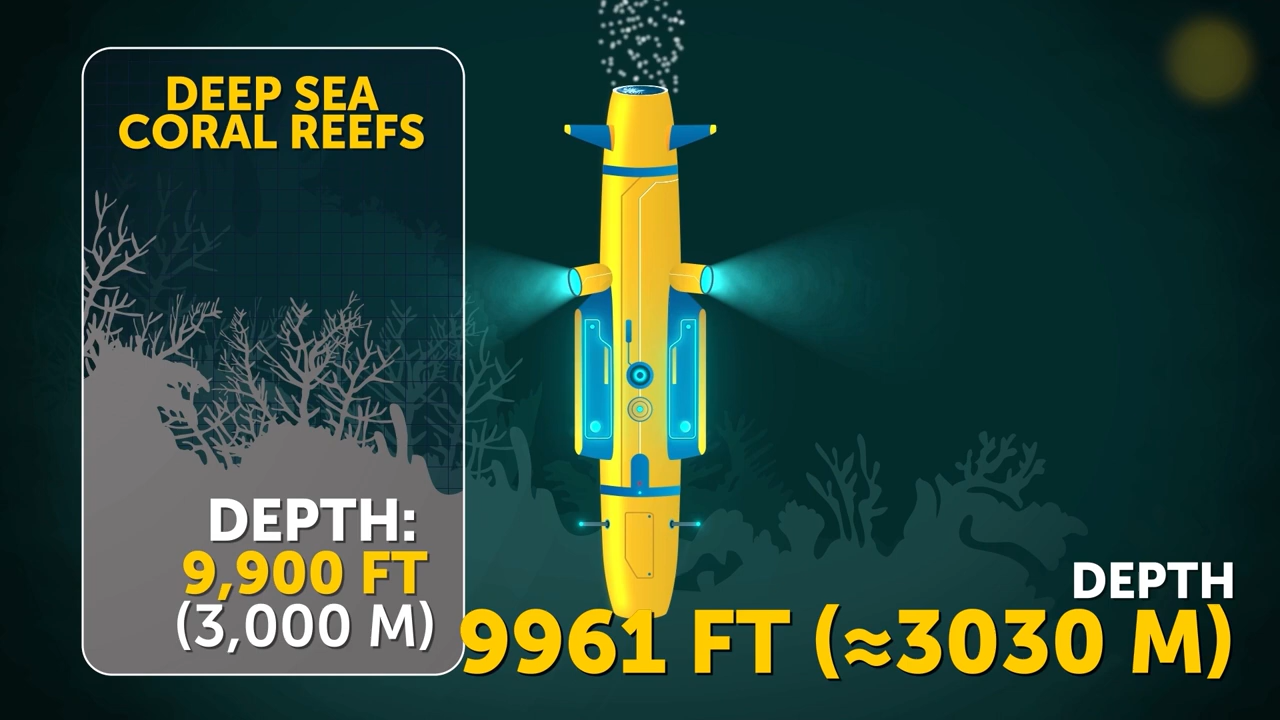 DEEP SEA
CORAL REEFS
DEPTH:
9,900 FT
(3,000 M)
DEPTH
9961 FT (≈3030 M)